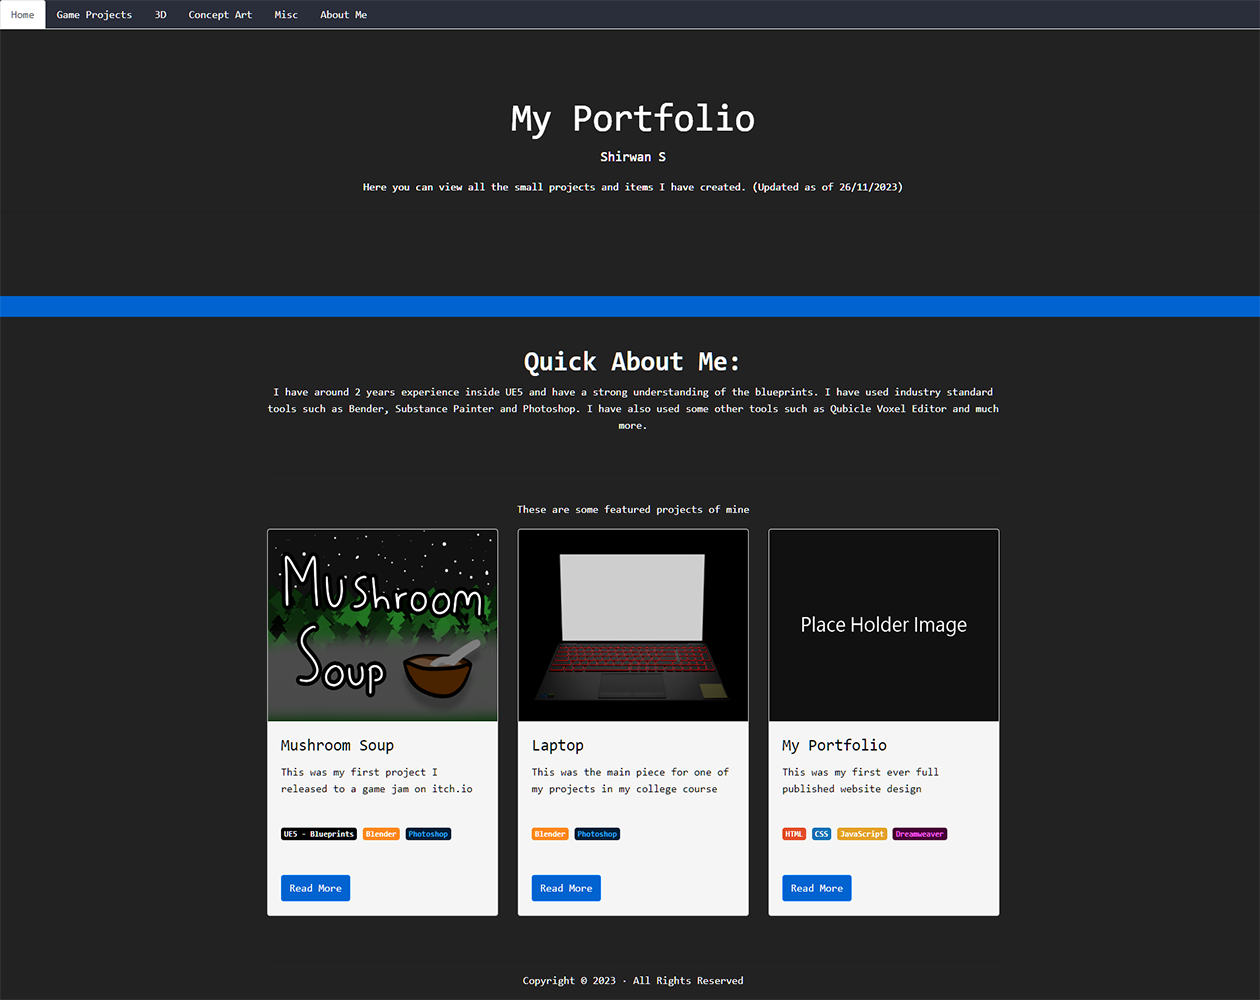 Home Game Projects 3D Concept Art Misc About Me
My Portfolio
Shirwan S
Here you can view all the small projects and items I have created. (Updated as of 26/11/2023)
Quick About Me:
I have around 2 years experience inside UE5 and have a strong understanding of the blueprints. I have used industry standard
tools such as Bender, Substance Painter and Photoshop. I have also used some other tools such as Qubicle Voxel Editor and much
more.
These are some featured projects of mine
Mushroom
Soup
Mushroom Soup
This was my first project I
released to a game jam on itch.io
UE5 - Blueprints Blender Photoshop
Read More
Laptop
This was the main piece for one of
my projects in my college course
Blender Photoshop
Read More
Place Holder Image
My Portfolio
This was my first ever full
published website design
HTML CSS JavaScript Dreamweaver
Read More
Copyright © 2023 · All Rights Reserved